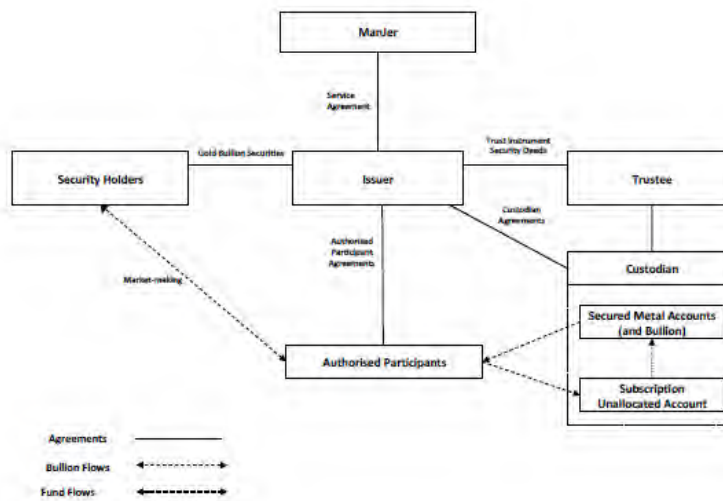 ManJer
Service
Agreement
Gold Bullion Securities
Trust Instrument
Security Deeds
Security Holders
Issuer
Trustee
Custodian
Agreements
Authorised
Participant
Agreements
Custodian
Market-making
Secured Metal Accounts
(and Bullion)
Authorised Participants
Subscription
Unallocated Account
Agreements
Bullion Flows
Fund Flows